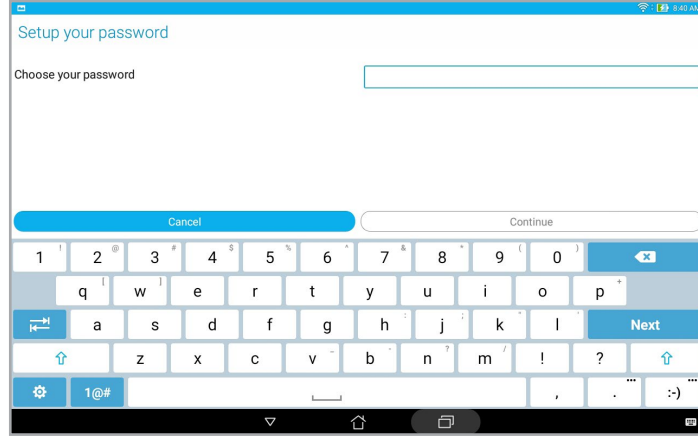 8:40 AM
Setup your password
Choose your password
Cancel
Continue
1 ! 2 @ 3 # 4 $ 5 % 6 ^ 7 & 8 * 9 ( 0 )
q [ w ] e r t y u i o p +
a s d f g h : j ; k " l ' Next
z x c v - b n ? m / ! ?
1@# , . ... :-) ...